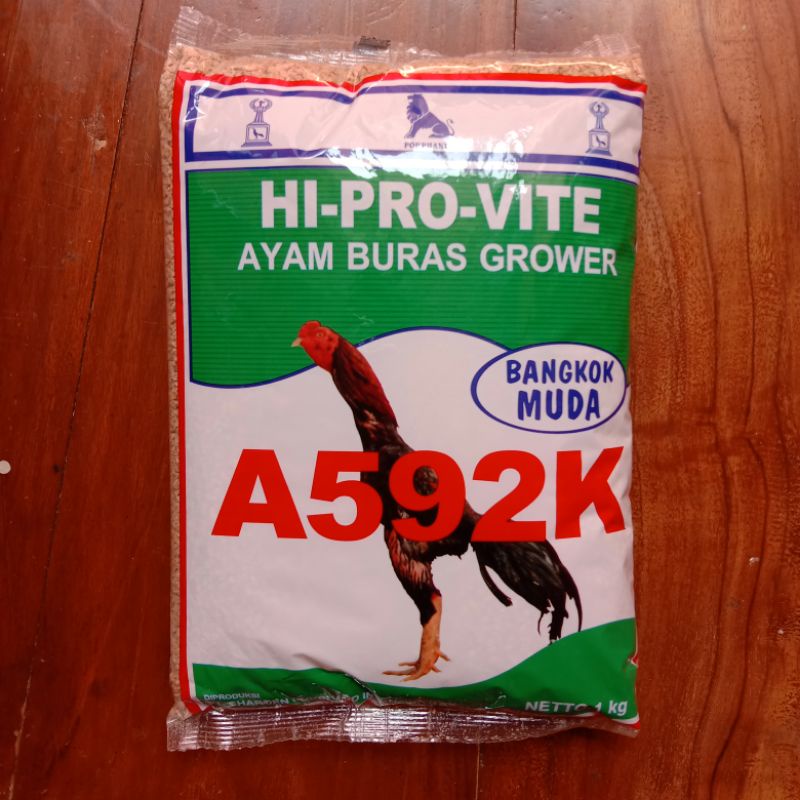 HI-PRO-VITE
AYAM BURAS GROWER
BANGKOK
MUDA
A592K
DIPRODUKSI
NETTO 1 kg